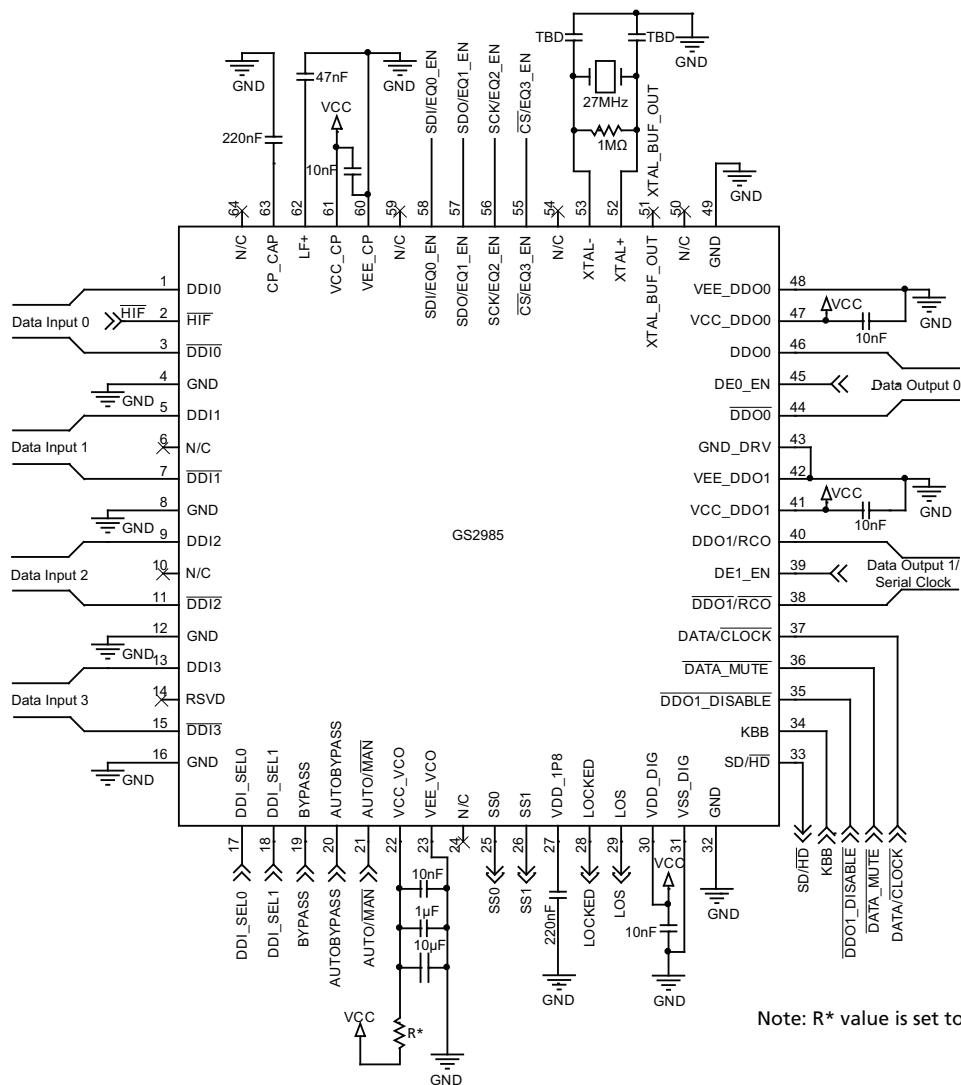 TBD
TBD
GND
27MHz
1MΩ
GND
47nF
GND
220nF
VCC
10nF
SDI/EQ0_EN
SDO/EQ1_EN
SCK/EQ2_EN
CS/EQ3_EN
XTAL_BUF_OUT
GND
64
63
62
61
60
59
58
57
56
55
54
53
52
51
50
49
N/C
CP_CAP
LF+
VCC_CP
VEE_CP
N/C
SDI/EQ0_EN
SDO/EQ1_EN
SCK/EQ2_EN
CS/EQ3_EN
N/C
XTAL-
XTAL+
XTAL_BUF_OUT
N/C
GND
Data Input 0
HIF
1 DDI0
2 HIF
3 DDI0
4 GND
GND
Data Input 1
5 DDI1
6 N/C
7 DDI1
8 GND
GND
Data Input 2
9 DDI2
10 N/C
11 DDI2
12 GND
GND
Data Input 3
13 DDI3
14 RSVD
15 DDI3
16 GND
GND
GS2985
VEE_DDO0 48
VCC_DDO0 47
VCC
10nF
GND
DDO0 46
DE0_EN 45
Data Output 0
DDO0 44
GND_DRV 43
VEE_DDO1 42
VCC_DDO1 41
VCC
10nF
GND
DDO1/RCO 40
DE1_EN 39
Data Output 1/
Serial Clock
DDO1/RCO 38
DATA/CLOCK 37
DATA_MUTE 36
DDO1_DISABLE 35
KBB 34
SD/HD 33
DDI_SEL0
DDI_SEL1
BYPASS
AUTOBYPASS
AUTO/MAN
VCC_VCO
VEE_VCO
N/C
SS0
SS1
VDD_1P8
LOCKED
LOS
VDD_DIG
VSS_DIG
GND
17
18
19
20
21
22
23
24
25
26
27
28
29
30
31
32
DDI_SEL0
DDI_SEL1
BYPASS
AUTOBYPASS
AUTO/MAN
10nF
1µF
10µF
VCC
R*
GND
SS0
SS1
220nF
GND
LOCKED
LOS
VCC
10nF
GND
GND
SD/HD
KBB
DDO1_DISABLE
DATA_MUTE
DATA/CLOCK
Note: R* value is set to